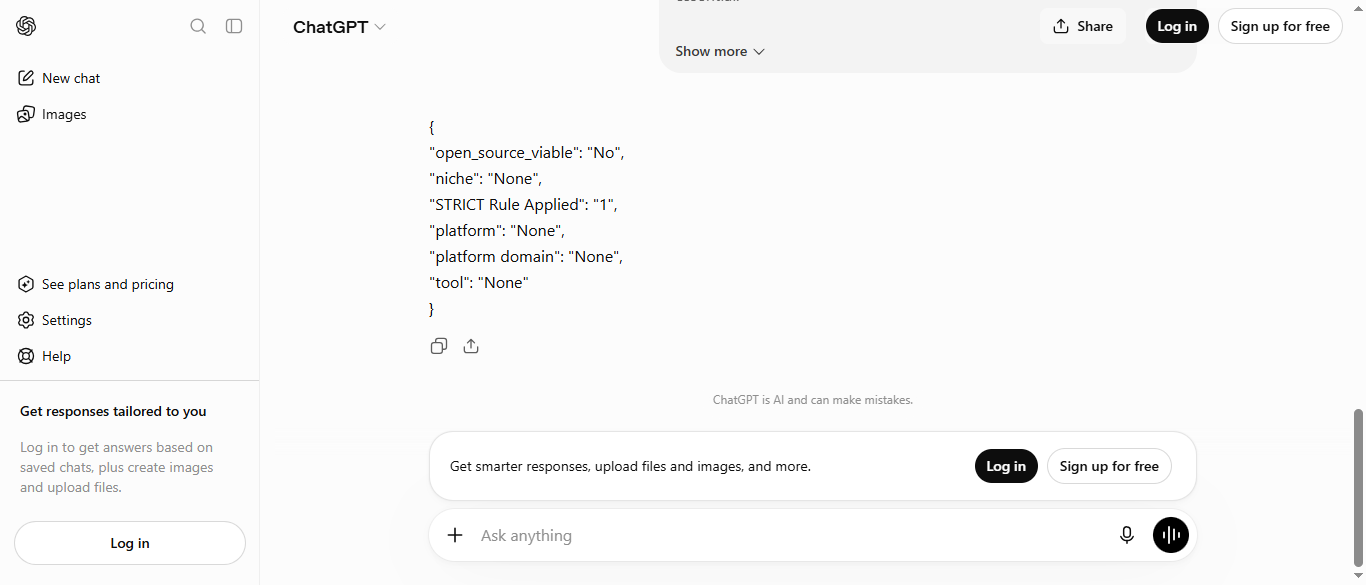 ChatGPT
Share
Log in
Sign up for free
New chat
Images
Show more
{
"open_source_viable": "No",
"niche": "None",
"STRICT Rule Applied": "1",
"platform": "None",
"platform domain": "None",
"tool": "None"
}
See plans and pricing
Settings
Help
Get responses tailored to you
Log in to get answers based on
saved chats, plus create images
and upload files.
Log in
ChatGPT is AI and can make mistakes.
Get smarter responses, upload files and images, and more.
Log in
Sign up for free
Ask anything